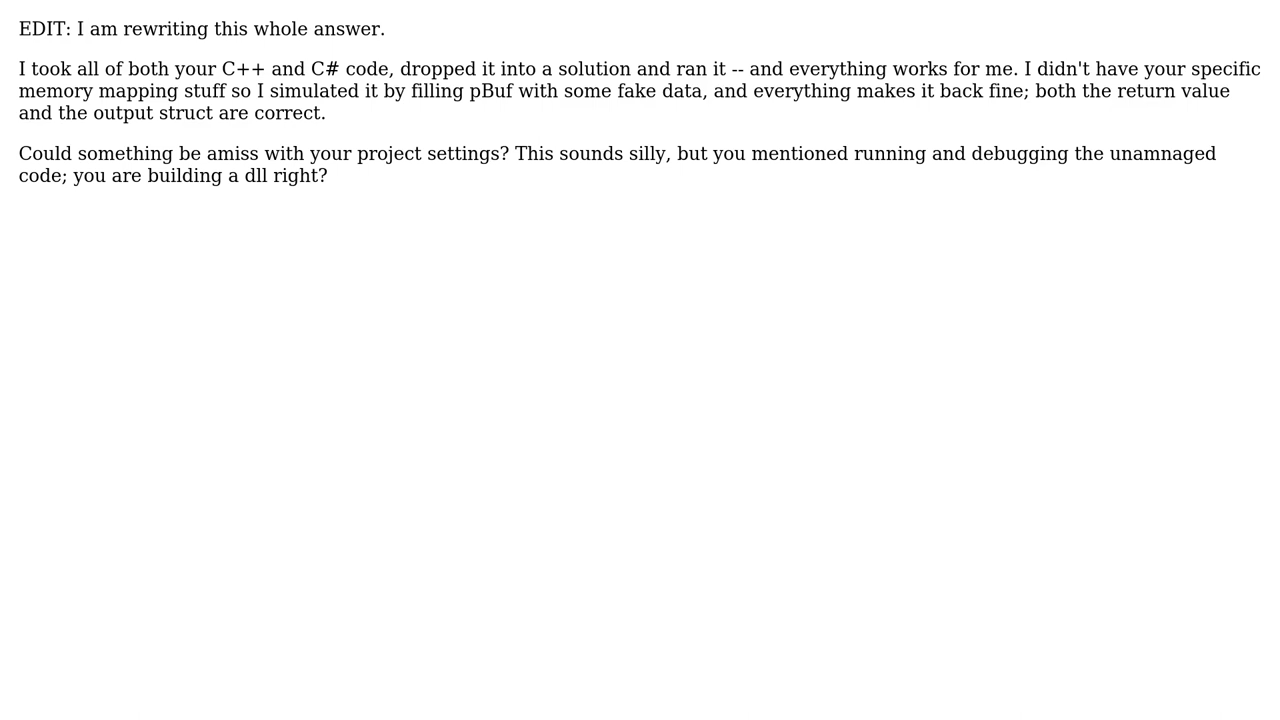 EDIT: I am rewriting this whole answer.
I took all of both your C++ and C# code, dropped it into a solution and ran it -- and everything works for me. I didn't have your specific
memory mapping stuff so I simulated it by filling pBuf with some fake data, and everything makes it back fine; both the return value
and the output struct are correct.
Could something be amiss with your project settings? This sounds silly, but you mentioned running and debugging the unamnaged
code; you are building a dll right?